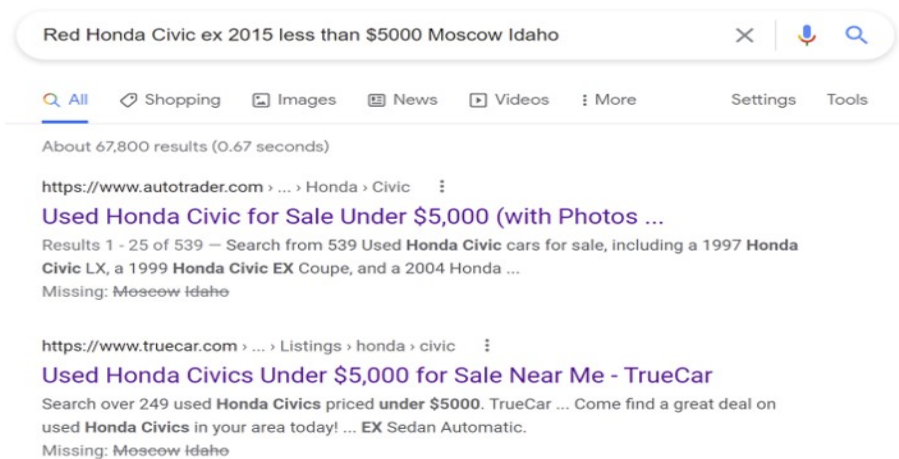 Red Honda Civic ex 2015 less than $5000 Moscow Idaho
All Shopping Images News Videos More Settings Tools
About 67,800 results (0.67 seconds)
https://www.autotrader.com › ... › Honda › Civic
Used Honda Civic for Sale Under $5,000 (with Photos ...
Results 1 - 25 of 539 — Search from 539 Used Honda Civic cars for sale, including a 1997 Honda
Civic LX, a 1999 Honda Civic EX Coupe, and a 2004 Honda ...
Missing: Moscow Idaho
https://www.truecar.com › ... › Listings › honda › civic
Used Honda Civics Under $5,000 for Sale Near Me - TrueCar
Search over 249 used Honda Civics priced under $5000. TrueCar ... Come find a great deal on
used Honda Civics in your area today! ... EX Sedan Automatic.
Missing: Moscow Idaho